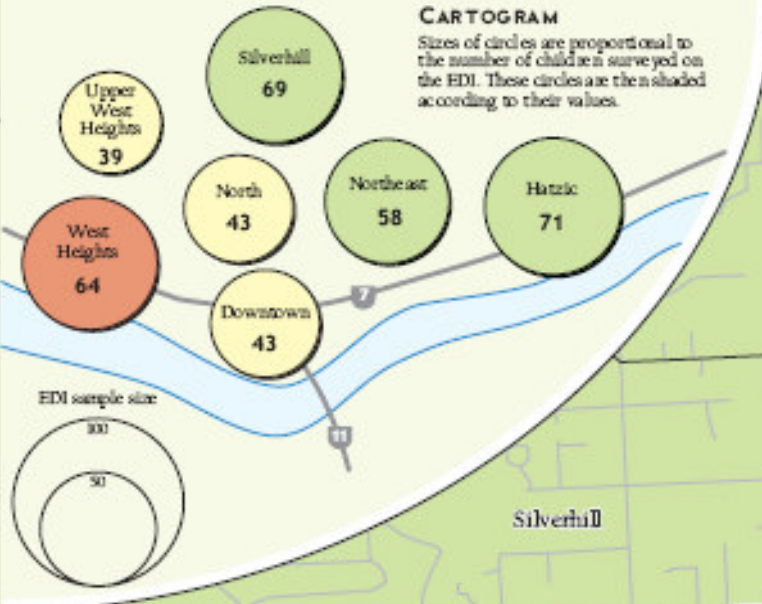 CARTOGRAM
Sizes of circles are proportional to
the number of children surveyed on
the EDI. These circles are then shaded
according to their values.
Silverhill
69
Upper
West
Heights
39
North
43
Northeast
58
Hatzic
71
West
Heights
64
7
Downtown
43
EDI sample size
100
50
11
Silverhill